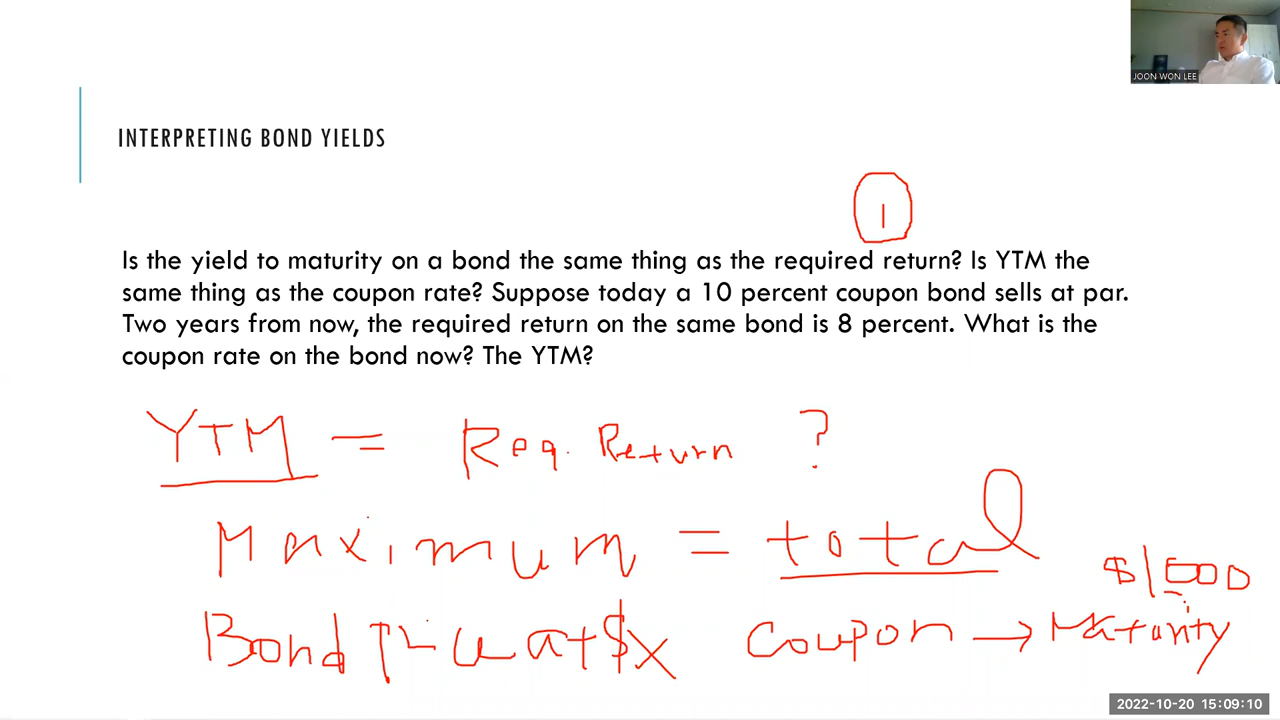 JOON WON LEE
INTERPRETING BOND YIELDS
1
Is the yield to maturity on a bond the same thing as the required return? Is YTM the
same thing as the coupon rate? Suppose today a 10 percent coupon bond sells at par.
Two years from now, the required return on the same bond is 8 percent. What is the
coupon rate on the bond now? The YTM?
YTM = Req. Return ?
Maximum = total
$1000
Bond at $x Coupon → Maturity
2022-10-20 15:09:10